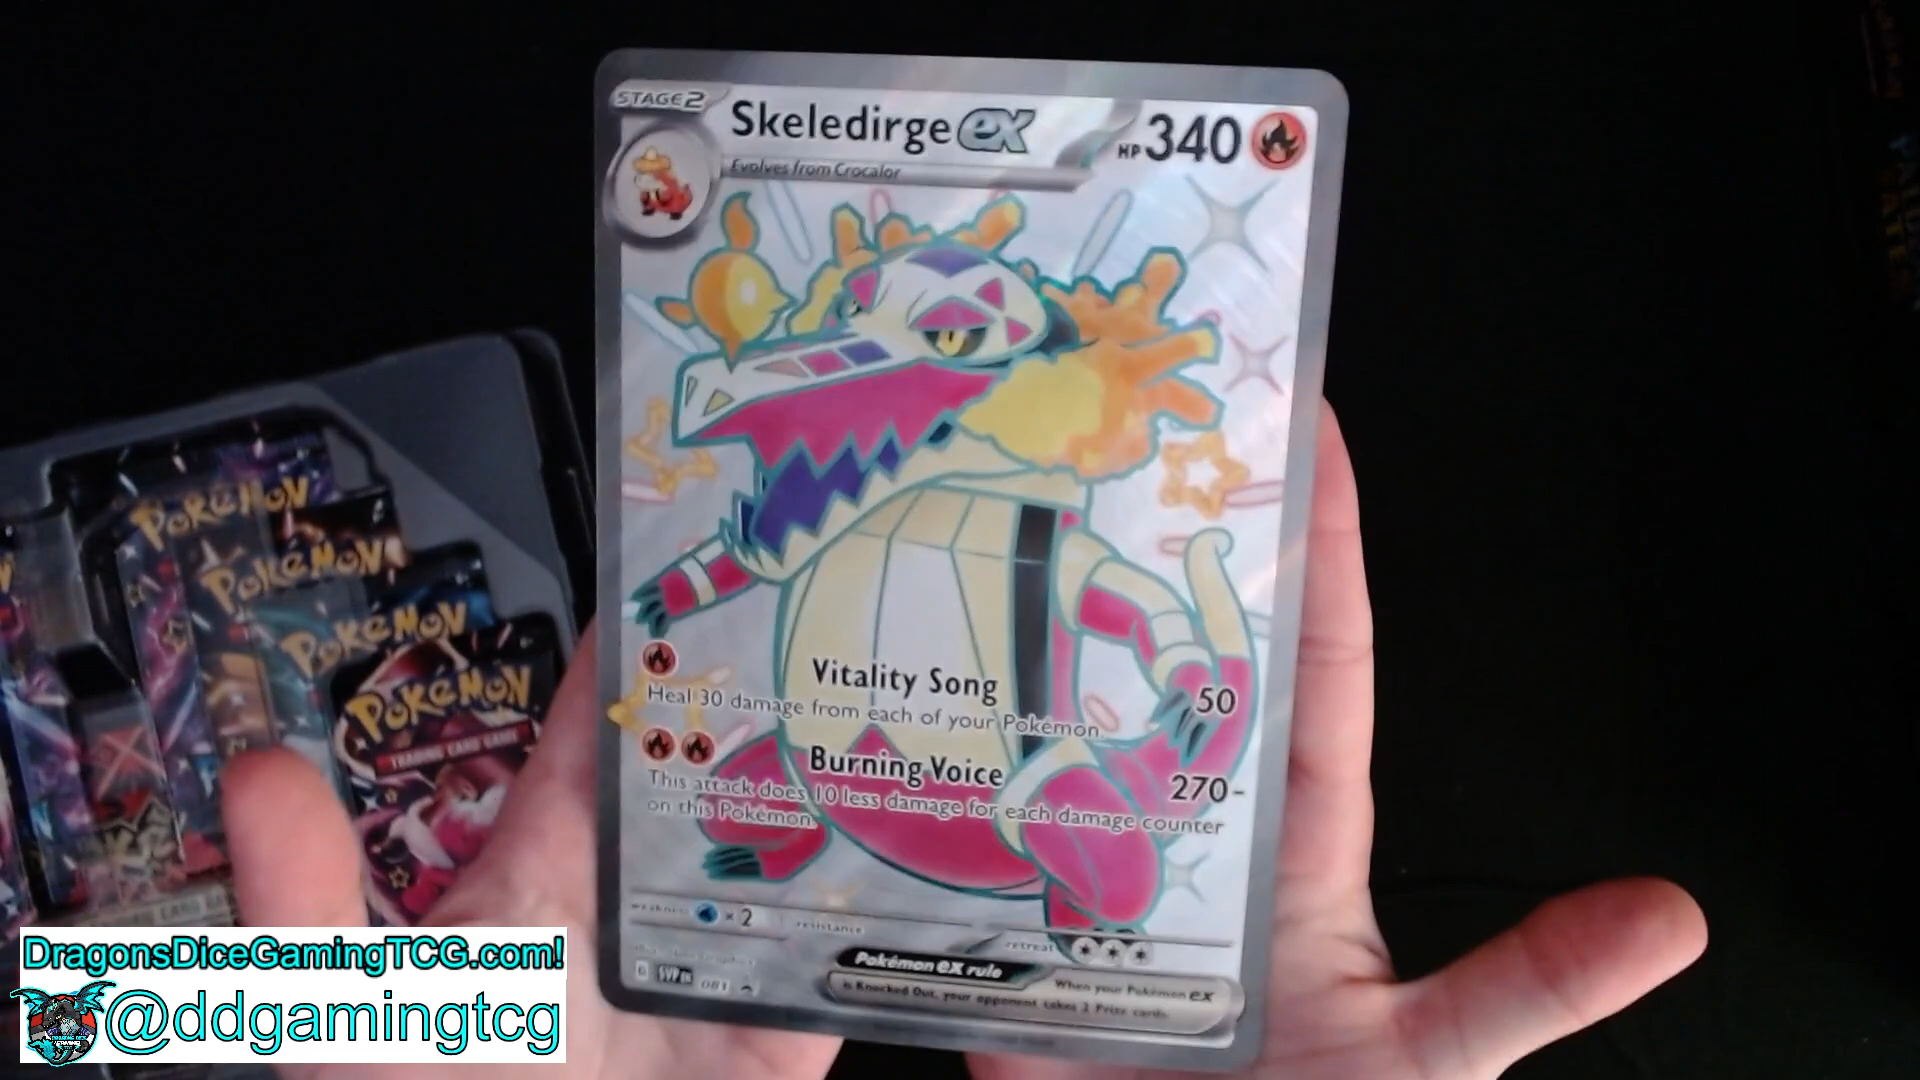 STAGE2
Skeledirge ex
HP 340
Evolves from Crocalor
Vitality Song
50
Heal 30 damage from each of your Pokémon.
Burning Voice
270-
This attack does 10 less damage for each damage counter
on this Pokémon.
weakness ×2
resistance
retreat
Pokémon ex rule
When your Pokémon ex
is Knocked Out, your opponent takes 2 Prize cards.
SVP EN 081
POKéMON
POKéMON
POKéMON
POKéMON
TRADING CARD GAME
DragonsDiceGamingTCG.com!
@ddgamingtcg